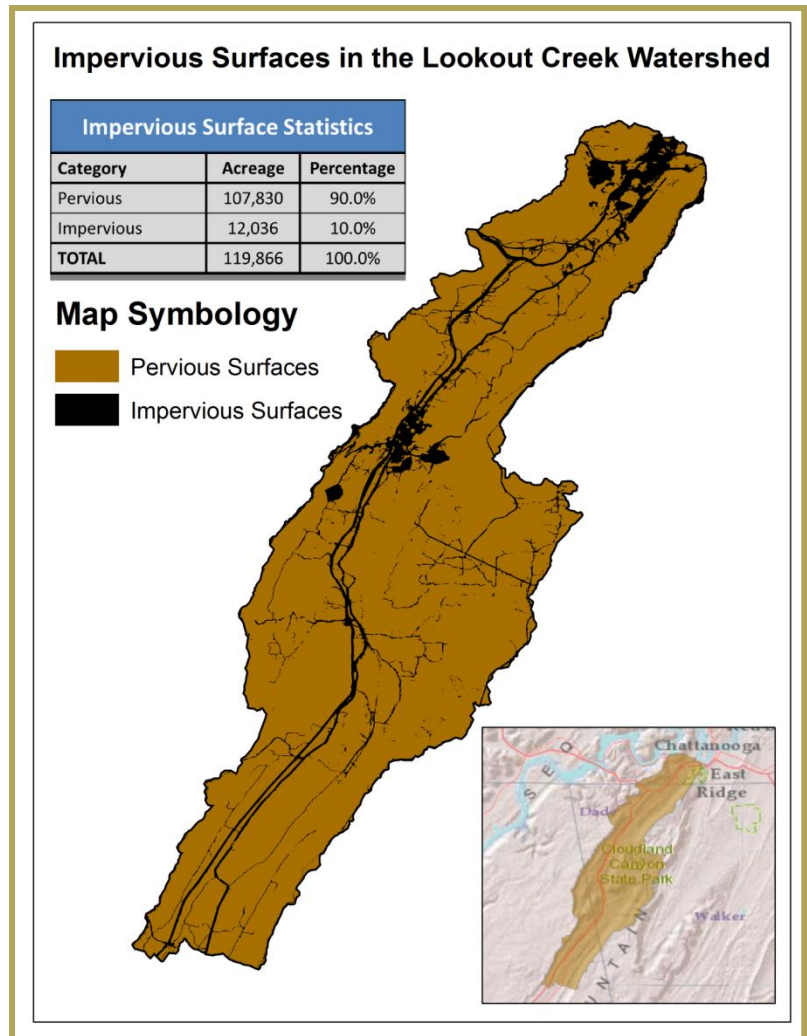 Impervious Surfaces in the Lookout Creek Watershed
Impervious Surface Statistics
Category Acreage Percentage
Pervious 107,830 90.0%
Impervious 12,036 10.0%
TOTAL 119,866 100.0%
Map Symbology
Pervious Surfaces
Impervious Surfaces
Chattanooga
East
Ridge
S E Q
Cloudland
Canyon
State Park
Walker
U N T A I N